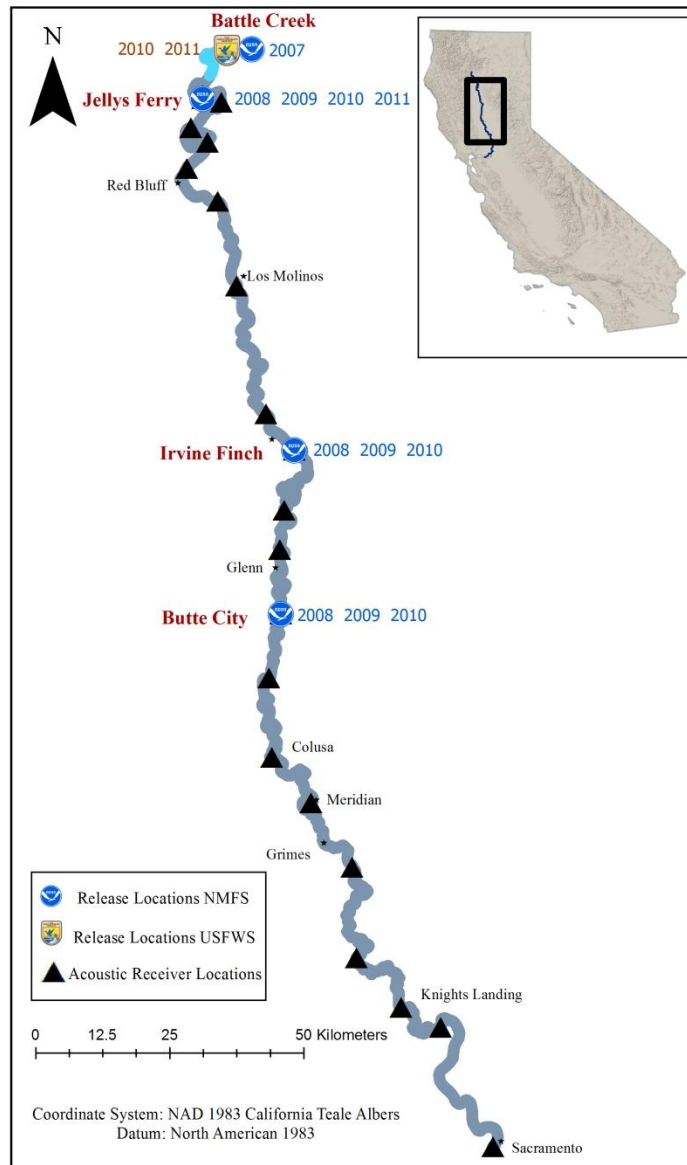 Battle Creek
N
2010 2011
2007
Jellys Ferry
2008 2009 2010 2011
Red Bluff
Los Molinos
Irvine Finch
2008 2009 2010
Glenn
Butte City
2008 2009 2010
Colusa
Meridian
Grimes
Release Locations NMFS
Release Locations USFWS
Acoustic Receiver Locations
Knights Landing
0 12.5 25 50 Kilometers
Coordinate System: NAD 1983 California Teale Albers
Datum: North American 1983
Sacramento